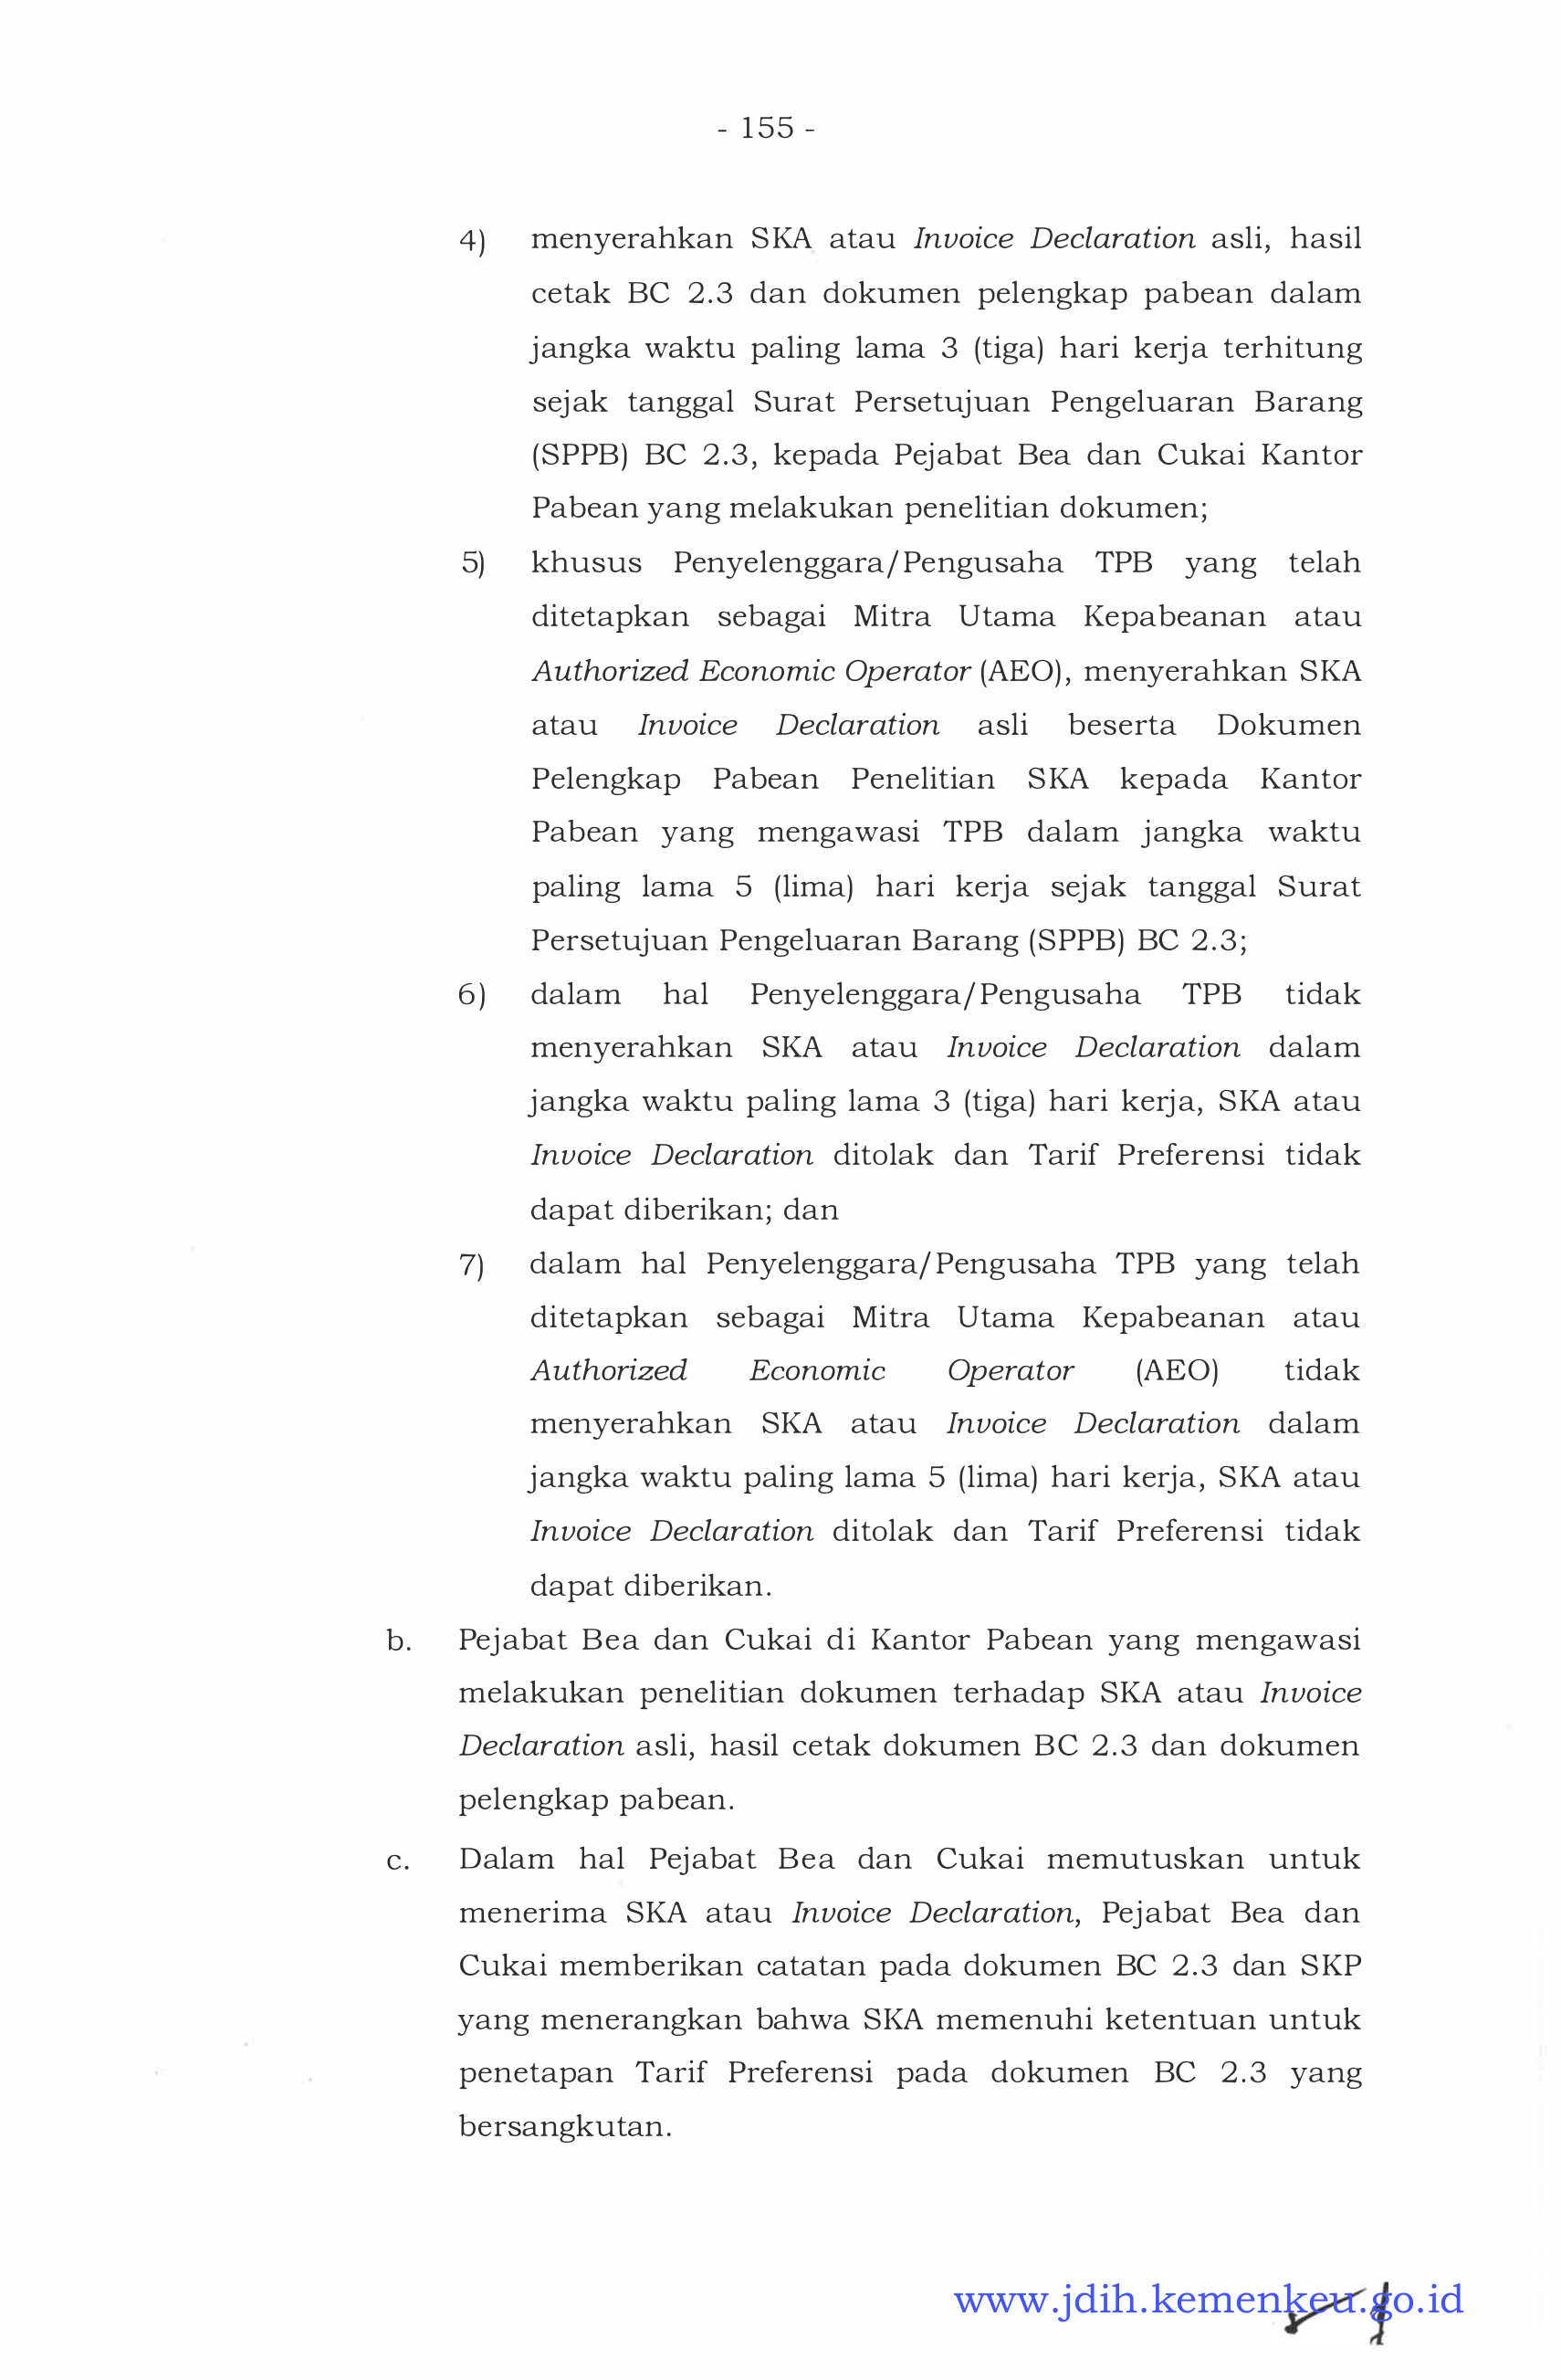 - 155 -
4) menyerahkan SKA atau Invoice Declaration asli, hasil
cetak BC 2.3 dan dokumen pelengkap pabean dalam
jangka waktu paling lama 3 (tiga) hari kerja terhitung
sejak tanggal Surat Persetujuan Pengeluaran Barang
(SPPB) BC 2.3, kepada Pejabat Bea dan Cukai Kantor
Pabean yang melakukan penelitian dokumen;
5) khusus Penyelenggara/Pengusaha TPB yang telah
ditetapkan sebagai Mitra Utama Kepabeanan atau
Authorized Economic Operator (AEO), menyerahkan SKA
atau Invoice Declaration asli beserta Dokumen
Pelengkap Pabean Penelitian SKA kepada Kantor
Pabean yang mengawasi TPB dalam jangka waktu
paling lama 5 (lima) hari kerja sejak tanggal Surat
Persetujuan Pengeluaran Barang (SPPB) BC 2.3;
6) dalam hal Penyelenggara/Pengusaha TPB tidak
menyerahkan SKA atau Invoice Declaration dalam
jangka waktu paling lama 3 (tiga) hari kerja, SKA atau
Invoice Declaration ditolak dan Tarif Preferensi tidak
dapat diberikan; dan
7) dalam hal Penyelenggara/Pengusaha TPB yang telah
ditetapkan sebagai Mitra Utama Kepabeanan atau
Authorized Economic Operator (AEO) tidak
menyerahkan SKA atau Invoice Declaration dalam
jangka waktu paling lama 5 (lima) hari kerja, SKA atau
Invoice Declaration ditolak dan Tarif Preferensi tidak
dapat diberikan.
b. Pejabat Bea dan Cukai di Kantor Pabean yang mengawasi
melakukan penelitian dokumen terhadap SKA atau Invoice
Declaration asli, hasil cetak dokumen BC 2.3 dan dokumen
pelengkap pabean.
c. Dalam hal Pejabat Bea dan Cukai memutuskan untuk
menerima SKA atau Invoice Declaration, Pejabat Bea dan
Cukai memberikan catatan pada dokumen BC 2.3 dan SKP
yang menerangkan bahwa SKA memenuhi ketentuan untuk
penetapan Tarif Preferensi pada dokumen BC 2.3 yang
bersangkutan.
www.jdih.kemenkeu.go.id